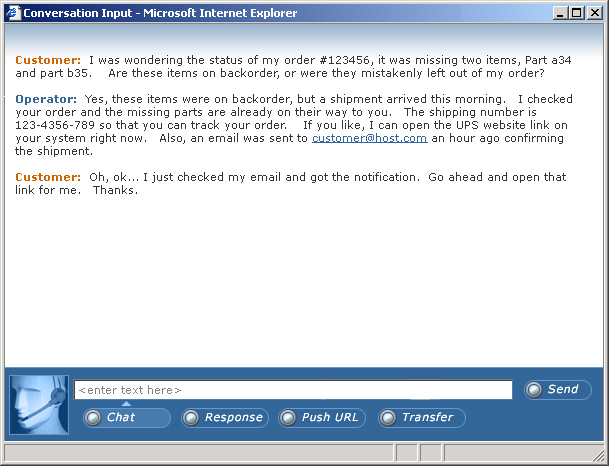 Conversation Input - Microsoft Internet Explorer
Customer: I was wondering the status of my order #123456, it was missing two items, Part a34
and part b35. Are these items on backorder, or were they mistakenly left out of my order?
Operator: Yes, these items were on backorder, but a shipment arrived this morning. I checked
your order and the missing parts are already on their way to you. The shipping number is
123-4356-789 so that you can track your order. If you like, I can open the UPS website link on
your system right now. Also, an email was sent to customer@host.com an hour ago confirming
the shipment.
Customer: Oh, ok... I just checked my email and got the notification. Go ahead and open that
link for me. Thanks.
<enter text here>
Send
Chat
Response
Push URL
Transfer